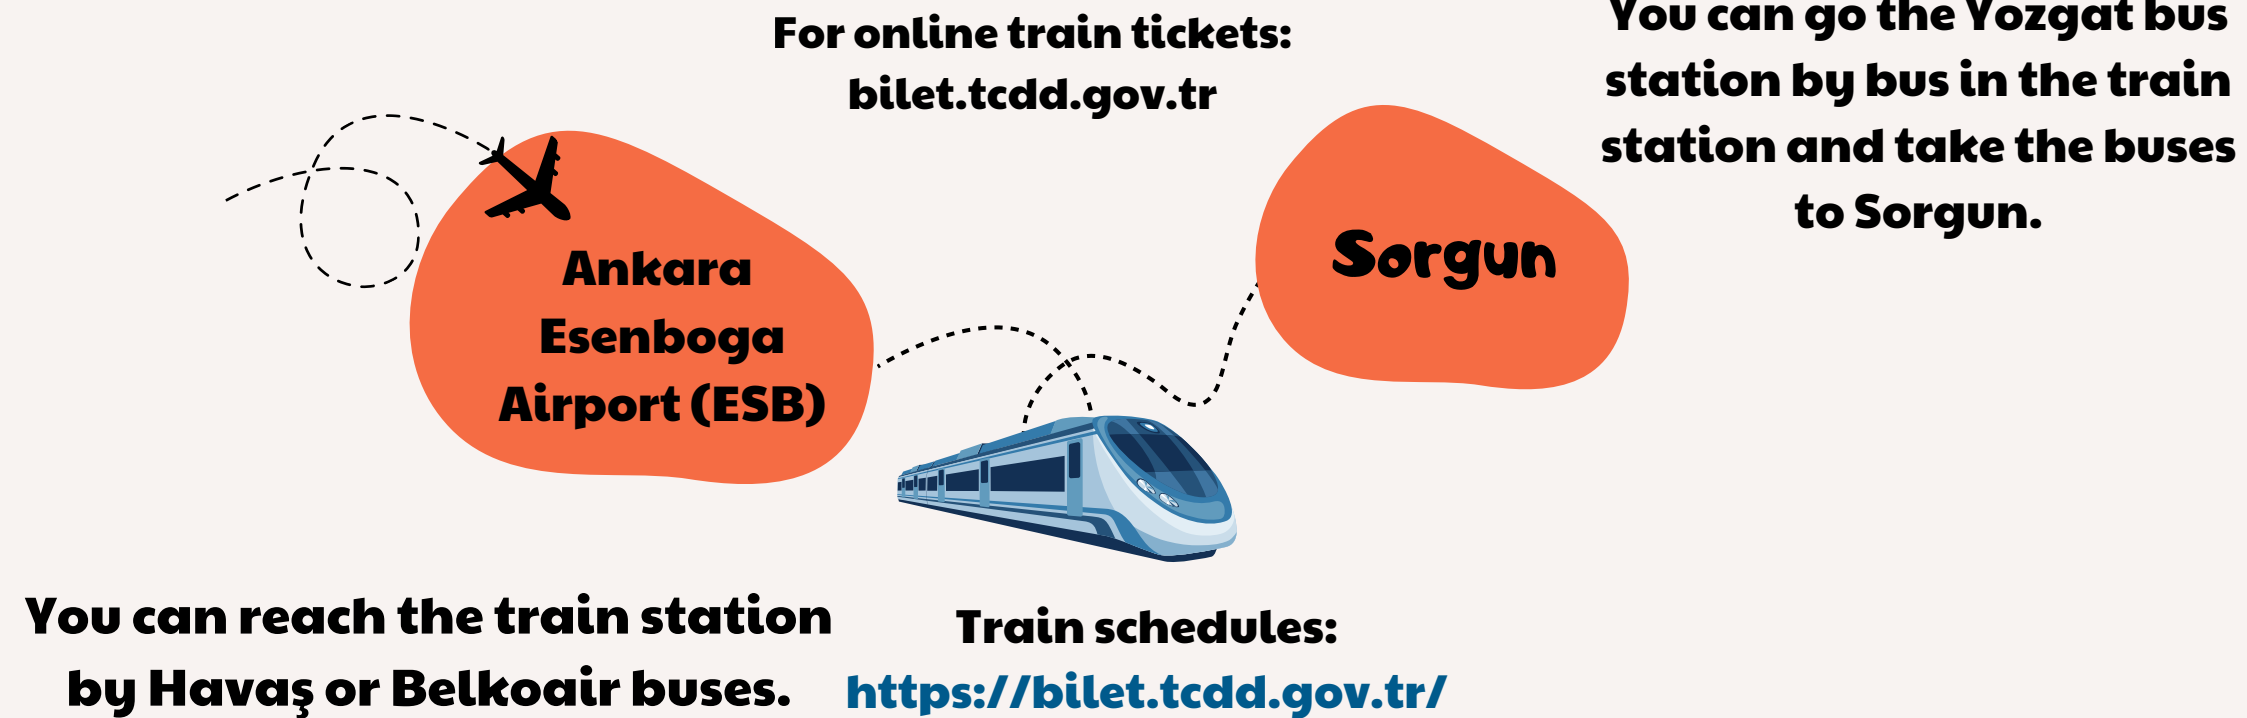 For online train tickets:
bilet.tcdd.gov.tr
You can go the Yozgat bus
station by bus in the train
station and take the buses
to Sorgun.
Ankara
Esenboga
Airport (ESB)
Sorgun
You can reach the train station
by Havaş or Belkoair buses.
Train schedules:
https://bilet.tcdd.gov.tr/